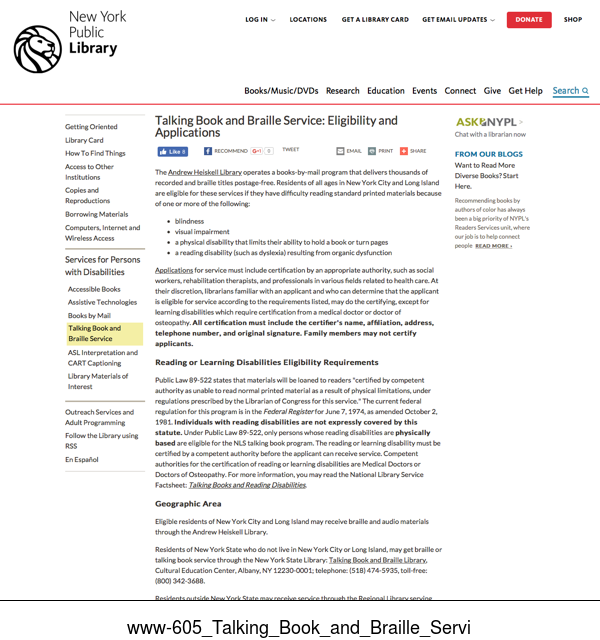 New York
Public
Library
LOG IN
LOCATIONS
GET A LIBRARY CARD
GET EMAIL UPDATES
DONATE
SHOP
Books/Music/DVDs Research Education Events Connect Give Get Help Search
Getting Oriented
Library Card
How To Find Things
Access to Other
Institutions
Copies and
Reproductions
Borrowing Materials
Computers, Internet and
Wireless Access
Services for Persons
with Disabilities
Accessible Books
Assistive Technologies
Books by Mail
Talking Book and
Braille Service
ASL Interpretation and
CART Captioning
Library Materials of
Interest
Outreach Services and
Adult Programming
Follow the Library using
RSS
En Español
Talking Book and Braille Service: Eligibility and
Applications
Like 8
RECOMMEND
G+1 0
TWEET
EMAIL
PRINT
SHARE
The Andrew Heiskell Library operates a books-by-mail program that delivers thousands of
recorded and braille titles postage-free. Residents of all ages in New York City and Long Island
are eligible for these services if they have difficulty reading standard printed materials because
of one or more of the following:
• blindness
• visual impairment
• a physical disability that limits their ability to hold a book or turn pages
• a reading disability (such as dyslexia) resulting from organic dysfunction
Applications for service must include certification by an appropriate authority, such as social
workers, rehabilitation therapists, and professionals in various fields related to health care. At
their discretion, librarians familiar with an applicant and who can determine that the applicant
is eligible for service according to the requirements listed, may do the certifying, except for
learning disabilities which require certification from a medical doctor or doctor of
osteopathy. All certification must include the certifier's name, affliation, address,
telephone number, and original signature. Family members may not certify
applicants.
Reading or Learning Disabilities Eligibility Requirements
Public Law 89-522 states that materials will be loaned to readers "certified by competent
authority as unable to read normal printed material as a result of physical limitations, under
regulations prescribed by the Librarian of Congress for this service." The current federal
regulation for this program is in the Federal Register for June 7, 1974, as amended October 2,
1981. Individuals with reading disabilities are not expressly covered by this
statute. Under Public Law 89-522, only persons whose reading disabilities are physically
based are eligible for the NLS talking book program. The reading or learning disability must be
certified by a competent authority before the applicant can receive service. Competent
authorities for the certification of reading or learning disabilities are Medical Doctors or
Doctors of Osteopathy. For more information, you may read the National Library Service
Factsheet: Talking Books and Reading Disabilities.
Geographic Area
Eligible residents of New York City and Long Island may receive braille and audio materials
through the Andrew Heiskell Library.
Residents of New York State who do not live in New York City or Long Island, may get braille or
talking book service through the New York State Library: Talking Book and Braille Library,
Cultural Education Center, Albany, NY 12230-0001; telephone: (518) 474-5935, toll-free:
(800) 342-3688.
Residents outside New York State may receive service through the Regional Library serving
ASK NYPL >
Chat with a librarian now
FROM OUR BLOGS
Want to Read More
Diverse Books? Start
Here.
Recommending books by
authors of color has always
been a big priority of NYPL's
Readers Services unit, where
our job is to help connect
people READ MORE ›
www-605_Talking_Book_and_Braille_Servi